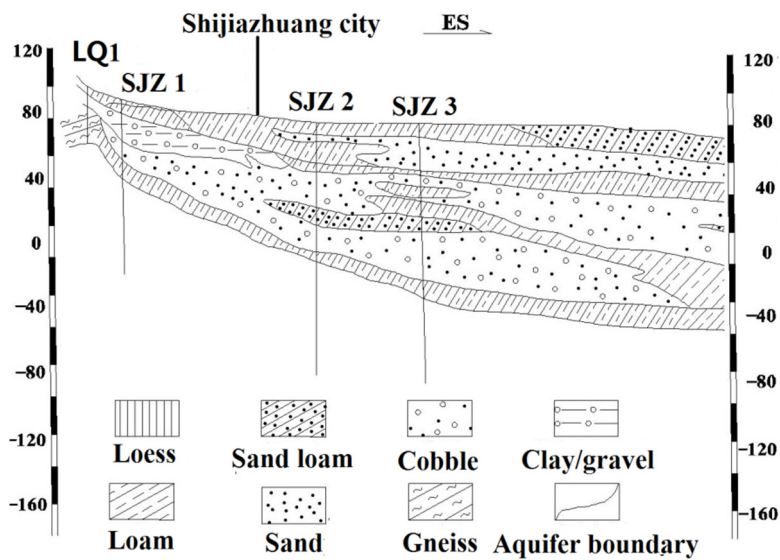 Shijiazhuang city
ES
LQ1
SJZ 1
SJZ 2
SJZ 3
120
80
40
0
−40
−80
−120
−160
120
80
40
0
−40
−80
−120
−160
Loess
Sand loam
Cobble
Clay/gravel
Loam
Sand
Gneiss
Aquifer boundary